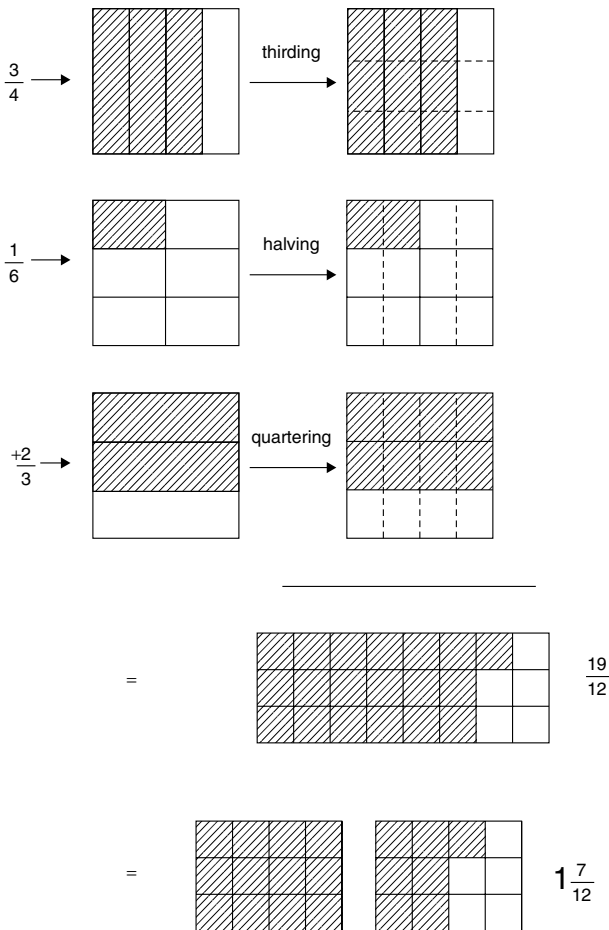 3/4 thirding
1/6 halving
+2/3 quartering
= 19/12
= 1 7/12